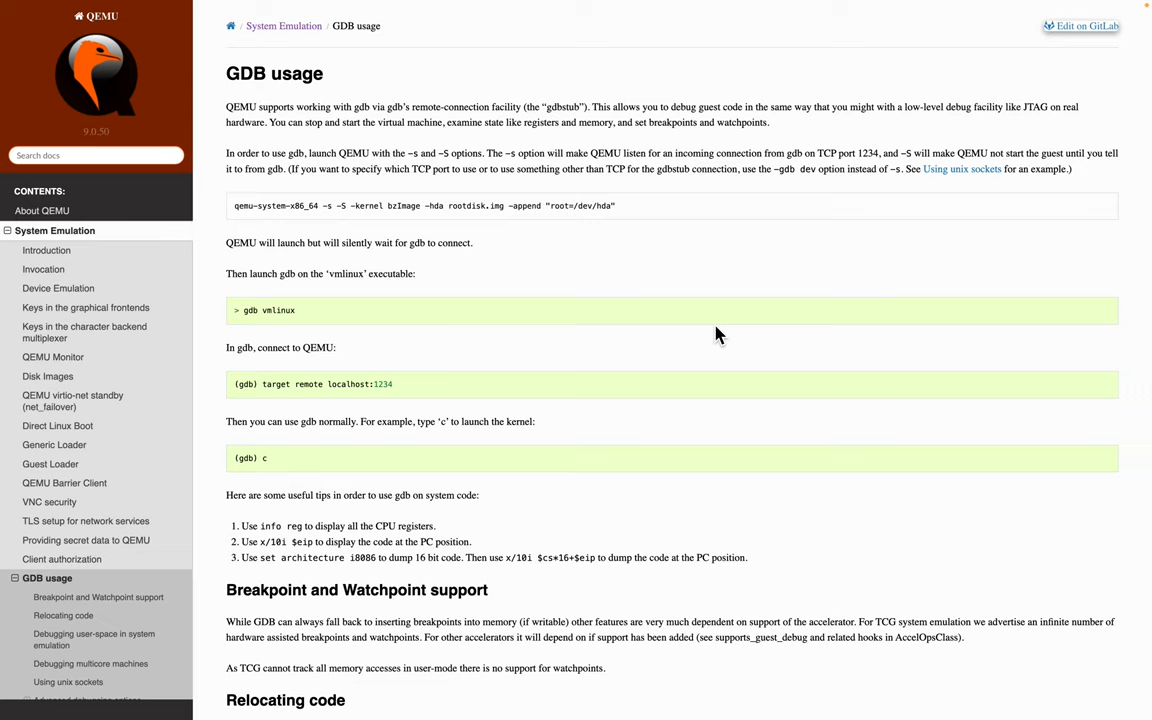 QEMU
9.0.50
Search docs
CONTENTS:
About QEMU
System Emulation
Introduction
Invocation
Device Emulation
Keys in the graphical frontends
Keys in the character backend
multiplexer
QEMU Monitor
Disk Images
QEMU virtio-net standby
(net_failover)
Direct Linux Boot
Generic Loader
Guest Loader
QEMU Barrier Client
VNC security
TLS setup for network services
Providing secret data to QEMU
Client authorization
GDB usage
Breakpoint and Watchpoint support
Relocating code
Debugging user-space in system
emulation
Debugging multicore machines
Using unix sockets
Advanced debugging options
/ System Emulation / GDB usage
Edit on GitLab
GDB usage
QEMU supports working with gdb via gdb's remote-connection facility (the “gdbstub”). This allows you to debug guest code in the same way that you might with a low-level debug facility like JTAG on real
hardware. You can stop and start the virtual machine, examine state like registers and memory, and set breakpoints and watchpoints.
In order to use gdb, launch QEMU with the -s and -S options. The -s option will make QEMU listen for an incoming connection from gdb on TCP port 1234, and -S will make QEMU not start the guest until you tell
it to from gdb. (If you want to specify which TCP port to use or to use something other than TCP for the gdbstub connection, use the -gdb dev option instead of -s. See Using unix sockets for an example.)
qemu-system-x86_64 -s -S -kernel bzImage -hda rootdisk.img -append "root=/dev/hda"
QEMU will launch but will silently wait for gdb to connect.
Then launch gdb on the ‘vmlinux’ executable:
> gdb vmlinux
In gdb, connect to QEMU:
(gdb) target remote localhost:1234
Then you can use gdb normally. For example, type ‘c’ to launch the kernel:
(gdb) c
Here are some useful tips in order to use gdb on system code:
1. Use info reg to display all the CPU registers.
2. Use x/10i $eip to display the code at the PC position.
3. Use set architecture i8086 to dump 16 bit code. Then use x/10i $cs*16+$eip to dump the code at the PC position.
Breakpoint and Watchpoint support
While GDB can always fall back to inserting breakpoints into memory (if writable) other features are very much dependent on support of the accelerator. For TCG system emulation we advertise an infinite number of
hardware assisted breakpoints and watchpoints. For other accelerators it will depend on if support has been added (see supports_guest_debug and related hooks in AccelOpsClass).
As TCG cannot track all memory accesses in user-mode there is no support for watchpoints.
Relocating code